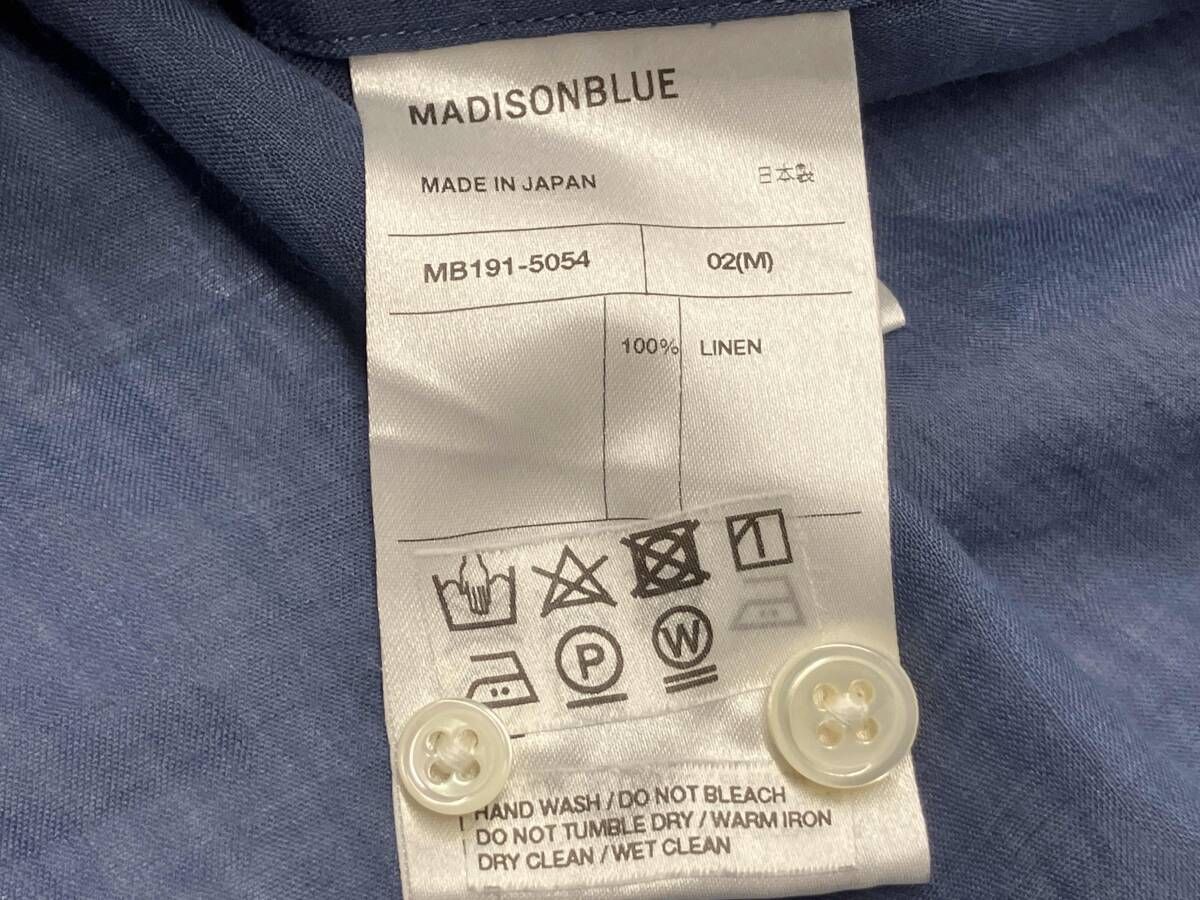 MADISONBLUE
MADE IN JAPAN 日本製
MB191-5054 02(M)
100% LINEN
P W
HAND WASH / DO NOT BLEACH
DO NOT TUMBLE DRY / WARM IRON
DRY CLEAN / WET CLEAN